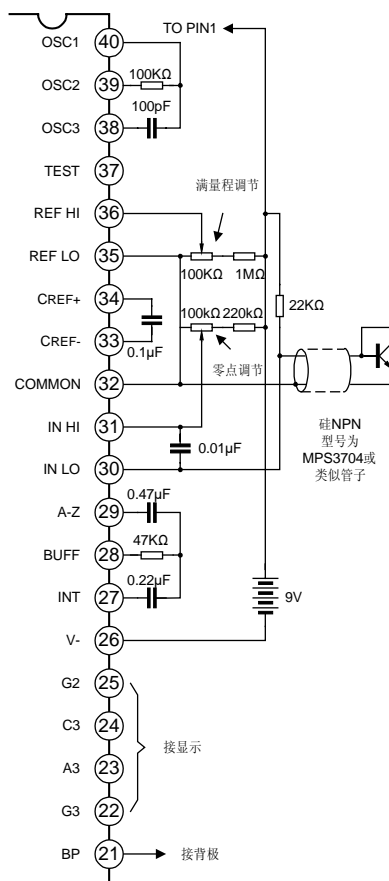 TO PIN1
OSC1 40
OSC2 39 100KΩ
100pF
OSC3 38
TEST 37
满量程调节
REF HI 36
REF LO 35
100KΩ 1MΩ
CREF+ 34
22KΩ
100kΩ 220kΩ
CREF- 33
0.1µF
零点调节
COMMON 32
IN HI 31
硅NPN
型号为
MPS3704或
类似管子
0.01µF
IN LO 30
0.47µF
A-Z 29
47KΩ
BUFF 28
0.22µF
INT 27
9V
V- 26
G2 25
C3 24
接显示
A3 23
G3 22
BP 21 接背极